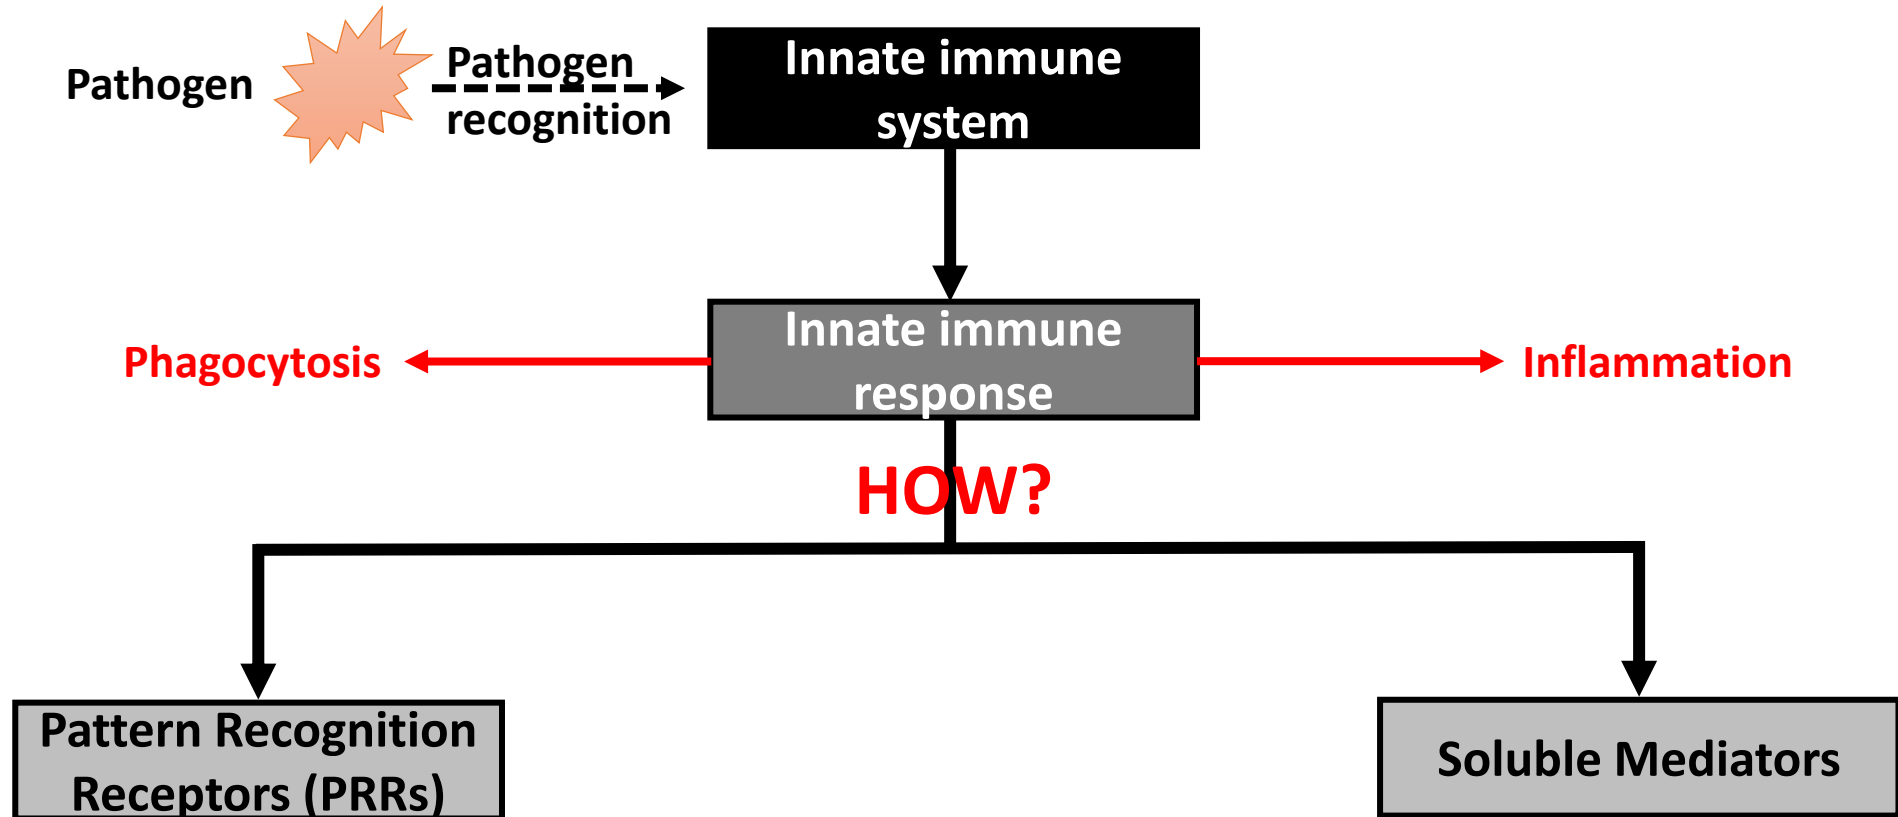 Pathogen
Pathogen
recognition
Innate immune
system
Phagocytosis
Innate immune
response
Inflammation
HOW?
Pattern Recognition
Receptors (PRRs)
Soluble Mediators